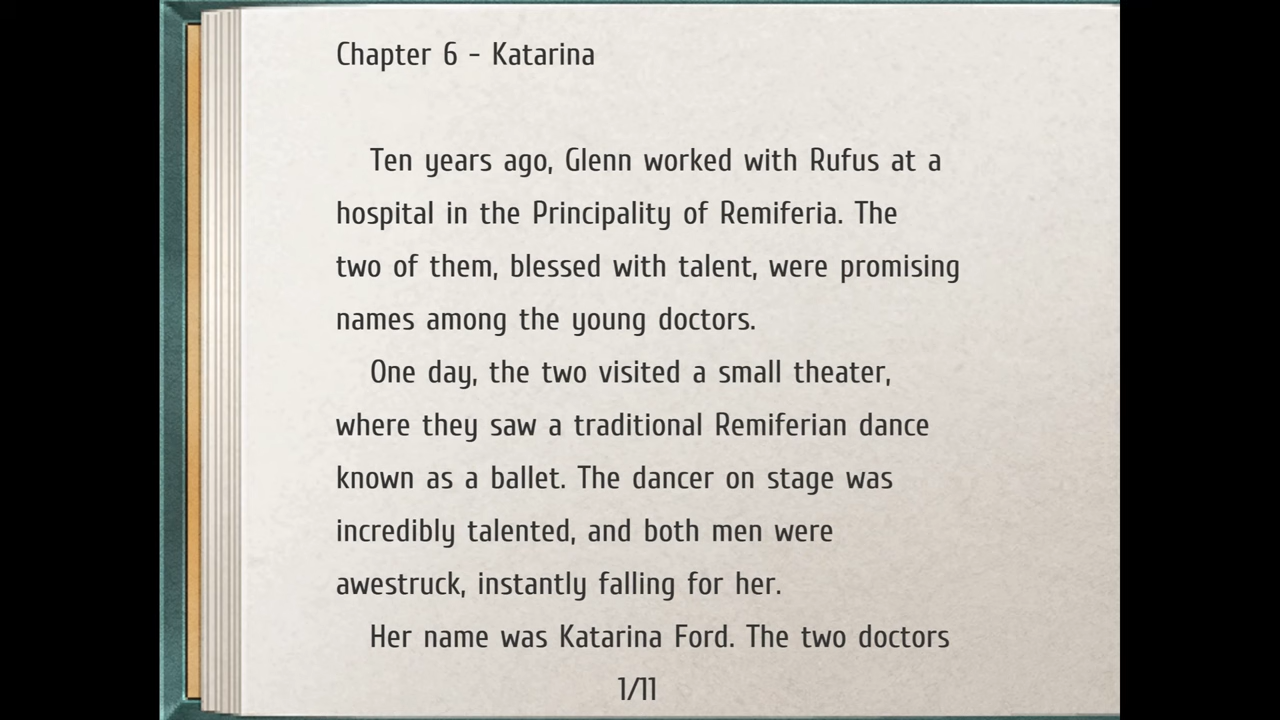 Chapter 6 - Katarina
Ten years ago, Glenn worked with Rufus at a
hospital in the Principality of Remiferia. The
two of them, blessed with talent, were promising
names among the young doctors.
One day, the two visited a small theater,
where they saw a traditional Remiferian dance
known as a ballet. The dancer on stage was
incredibly talented, and both men were
awestruck, instantly falling for her.
Her name was Katarina Ford. The two doctors
1/11